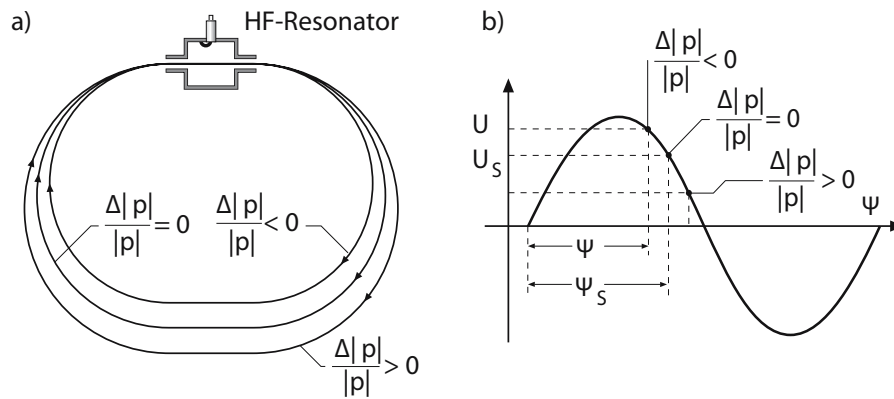 a)
HF-Resonator
Δ|p|/|p| = 0
Δ|p|/|p| < 0
Δ|p|/|p| > 0
b)
Δ|p|/|p| < 0
Δ|p|/|p| = 0
Δ|p|/|p| > 0
U
U_S
Ψ
Ψ
Ψ_S